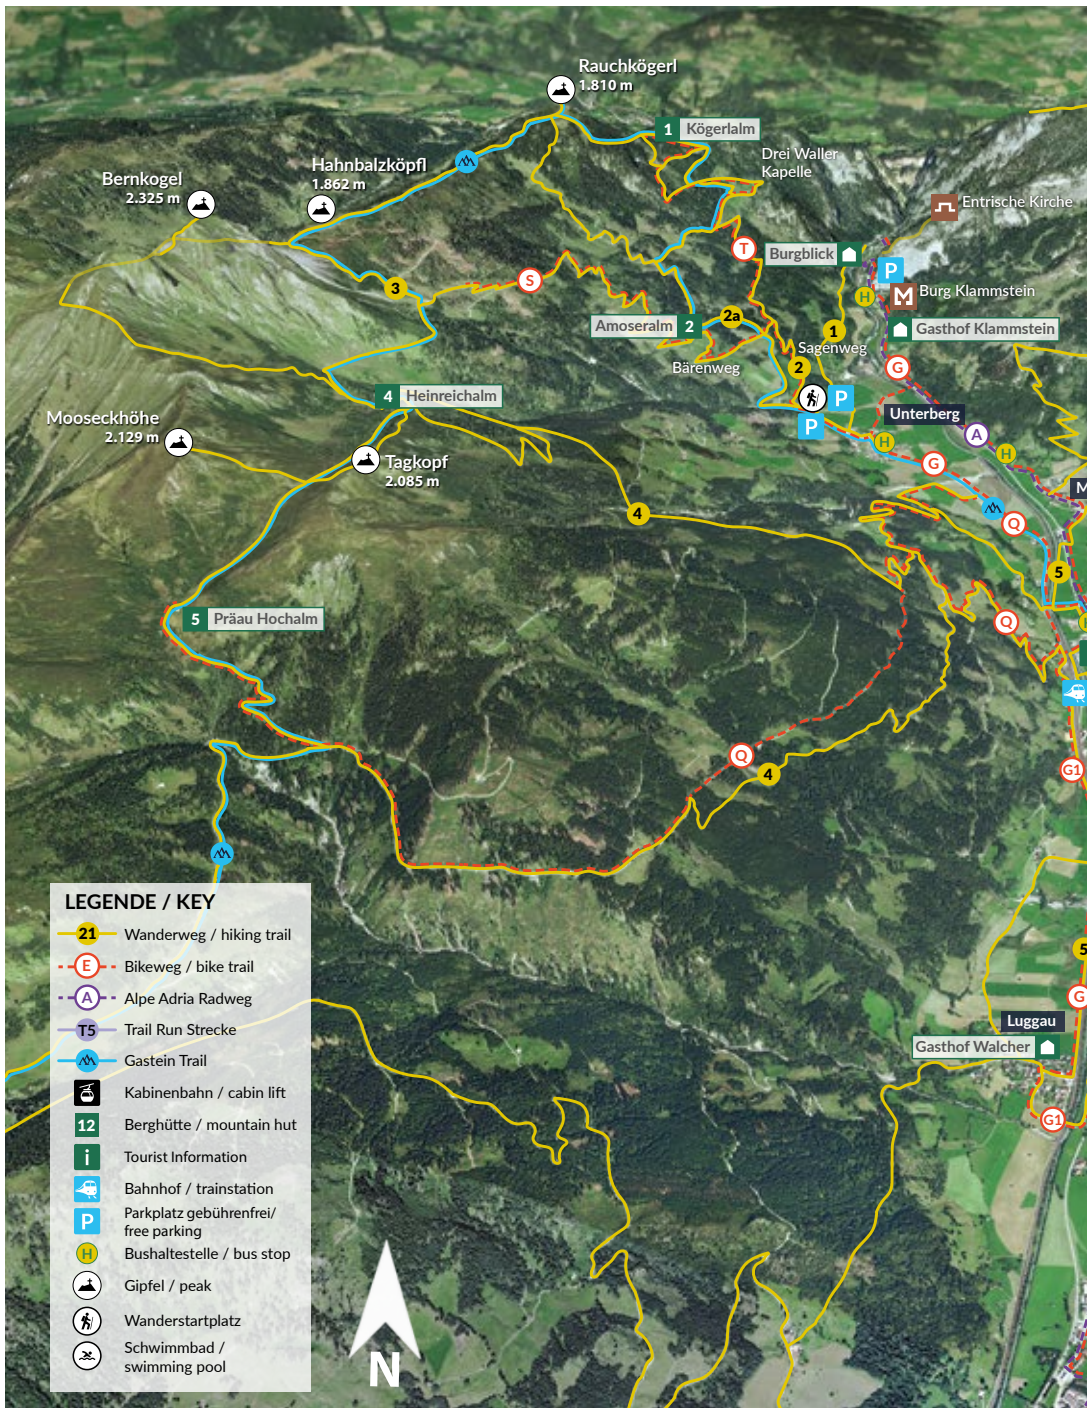 Rauchkögerl
1.810 m
1 Kögerlalm
Drei Waller
Kapelle
Hahnbalzköpfl
1.862 m
Bernkogel
2.325 m
Entrische Kirche
T
Burgblick
P
3
S
H
M
Burg Klammstein
Amoseralm 2
2a
1
Gasthof Klammstein
Sagenweg
Bärenweg
2
G
4 Heinreichalm
P
P
Unterberg
Mooseckhöhe
2.129 m
A
H
H
Tagkopf
2.085 m
G
M
4
Q
5
5 Präau Hochalm
Q
Q
4
G1
LEGENDE / KEY
21 Wanderweg / hiking trail
E Bikeweg / bike trail
A Alpe Adria Radweg
T5 Trail Run Strecke
Gastein Trail
Kabinenbahn / cabin lift
12 Berghütte / mountain hut
i Tourist Information
Bahnhof / trainstation
P Parkplatz gebührenfrei/
free parking
H Bushaltestelle / bus stop
Gipfel / peak
Wanderstartplatz
Schwimmbad /
swimming pool
5
G
Luggau
Gasthof Walcher
G1
N